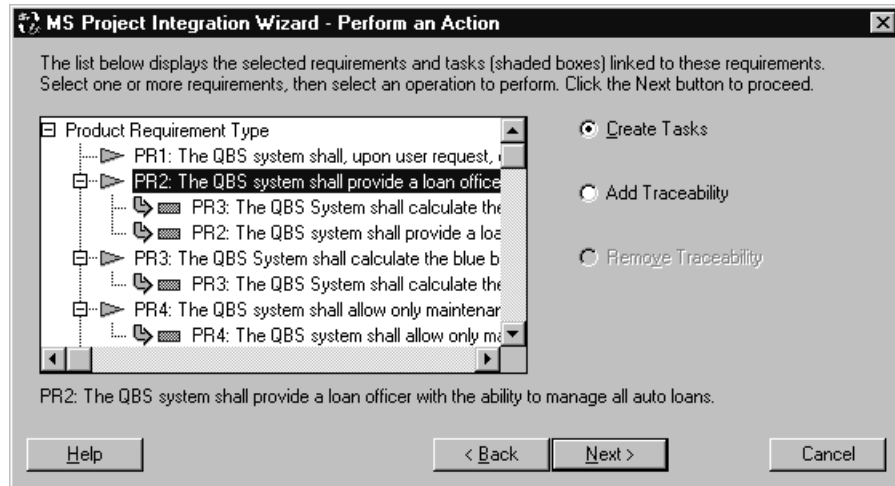 MS Project Integration Wizard - Perform an Action
The list below displays the selected requirements and tasks (shaded boxes) linked to these requirements.
Select one or more requirements, then select an operation to perform. Click the Next button to proceed.
Product Requirement Type
PR1: The QBS system shall, upon user request,
PR2: The QBS system shall provide a loan office
PR3: The QBS System shall calculate the
PR2: The QBS system shall provide a loa
PR3: The QBS System shall calculate the blue b
PR3: The QBS System shall calculate the
PR4: The QBS system shall allow only maintenar
PR4: The QBS system shall allow only ma
Create Tasks
Add Traceability
Remove Traceability
PR2: The QBS system shall provide a loan officer with the ability to manage all auto loans.
Help
< Back
Next >
Cancel